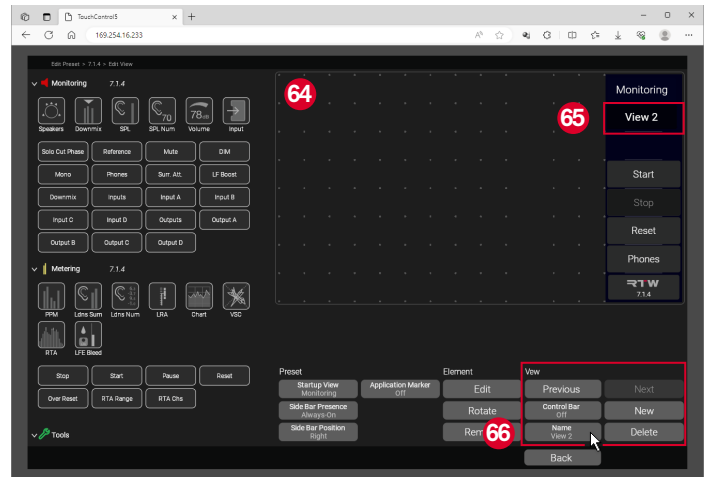 TouchControl5
169.254.16.233
Edit Preset > 7.1.4 > Edit View
Monitoring 7.1.4
Speakers Downmix SPL SPL Num Volume Input
70
78dB
Solo Cut Phase Reference Mute DIM
Mono Phones Surr. Att. LF Boost
Downmix Inputs Input A Input B
Input C Input D Outputs Output A
Output B Output C Output D
Metering 7.1.4
PPM Ldns Sum Ldns Num LRA Chart VSC
RTA LFE Bleed
Stop Start Pause Reset
Over Reset RTA Range RTA Chs
Tools
64
65
Monitoring
View 2
Start
Stop
Reset
Phones
RTW
7.1.4
Preset
Startup View
Monitoring
Application Marker
Off
Side Bar Presence
Always-On
Side Bar Position
Right
Element
Edit
Rotate
Rem
66
Vew
Previous Next
Control Bar
Off
New
Name
View 2
Delete
Back